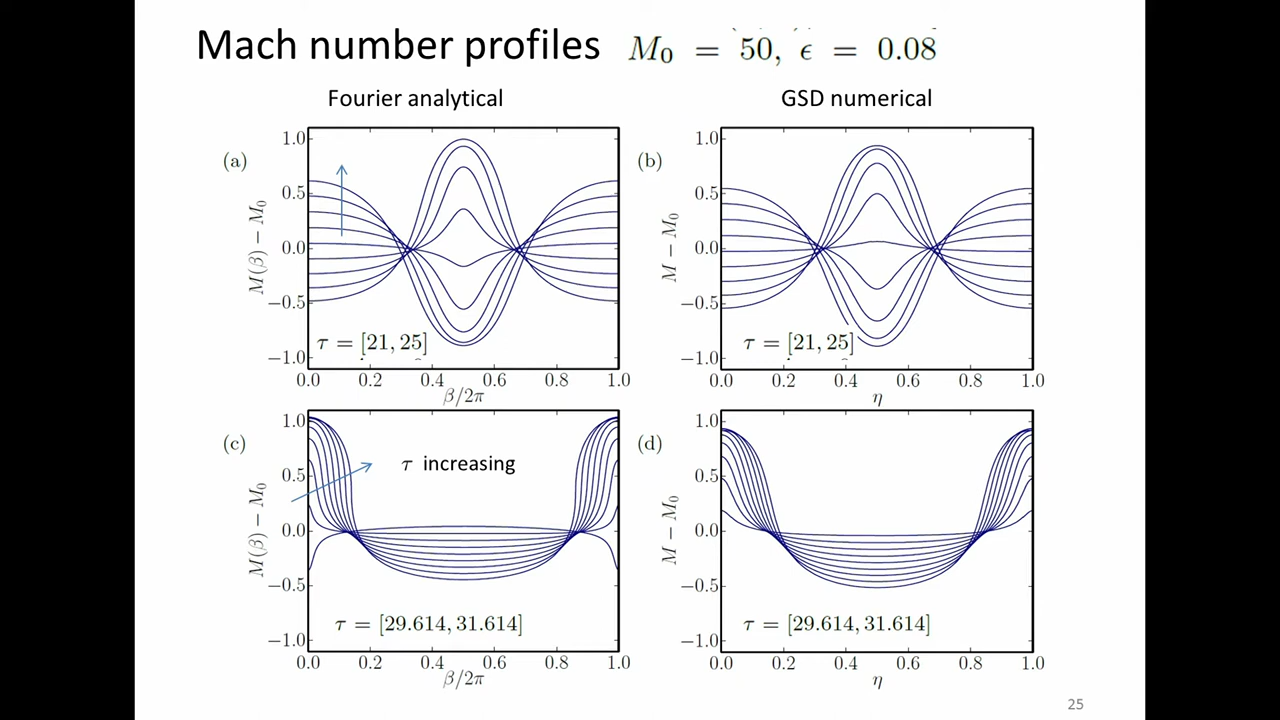 Mach number profiles M₀ = 50, ϵ = 0.08
Fourier analytical
GSD numerical
(a)
M(β) − M₀
1.0
0.5
0.0
−0.5
−1.0
τ = [21, 25]
0.0 0.2 0.4 0.6 0.8 1.0
β/2π
(b)
M − M₀
1.0
0.5
0.0
−0.5
−1.0
τ = [21, 25]
0.0 0.2 0.4 0.6 0.8 1.0
η
(c)
M(β) − M₀
1.0
0.5
0.0
−0.5
−1.0
τ increasing
τ = [29.614, 31.614]
0.0 0.2 0.4 0.6 0.8 1.0
β/2π
(d)
M − M₀
1.0
0.5
0.0
−0.5
−1.0
τ = [29.614, 31.614]
0.0 0.2 0.4 0.6 0.8 1.0
η
25